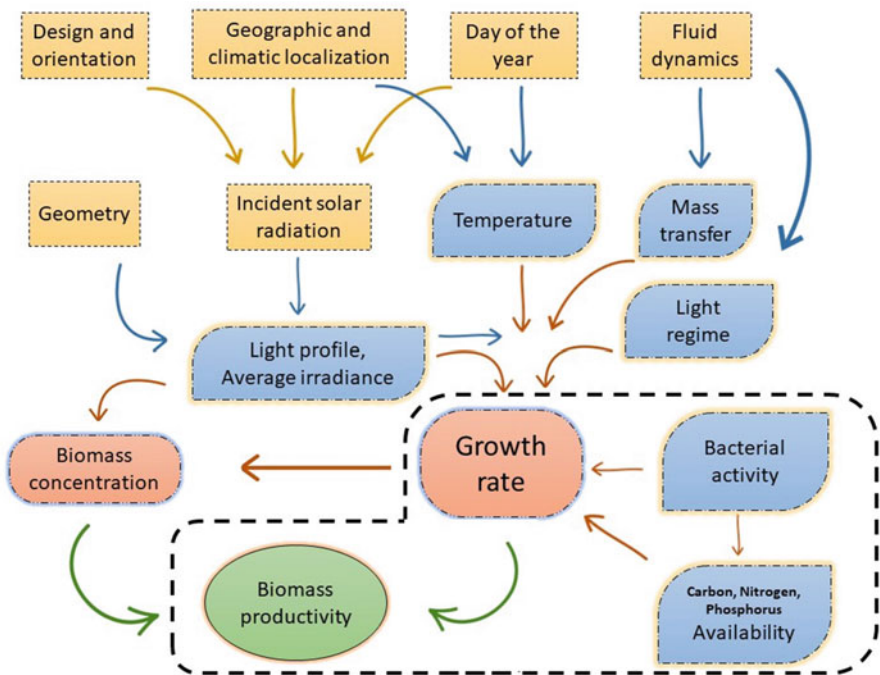 Design and
orientation
Geographic and
climatic localization
Day of the
year
Fluid
dynamics
Geometry
Incident solar
radiation
Temperature
Mass
transfer
Light
regime
Light profile,
Average irradiance
Biomass
concentration
Growth
rate
Bacterial
activity
Biomass
productivity
Carbon, Nitrogen,
Phosphorus
Availability